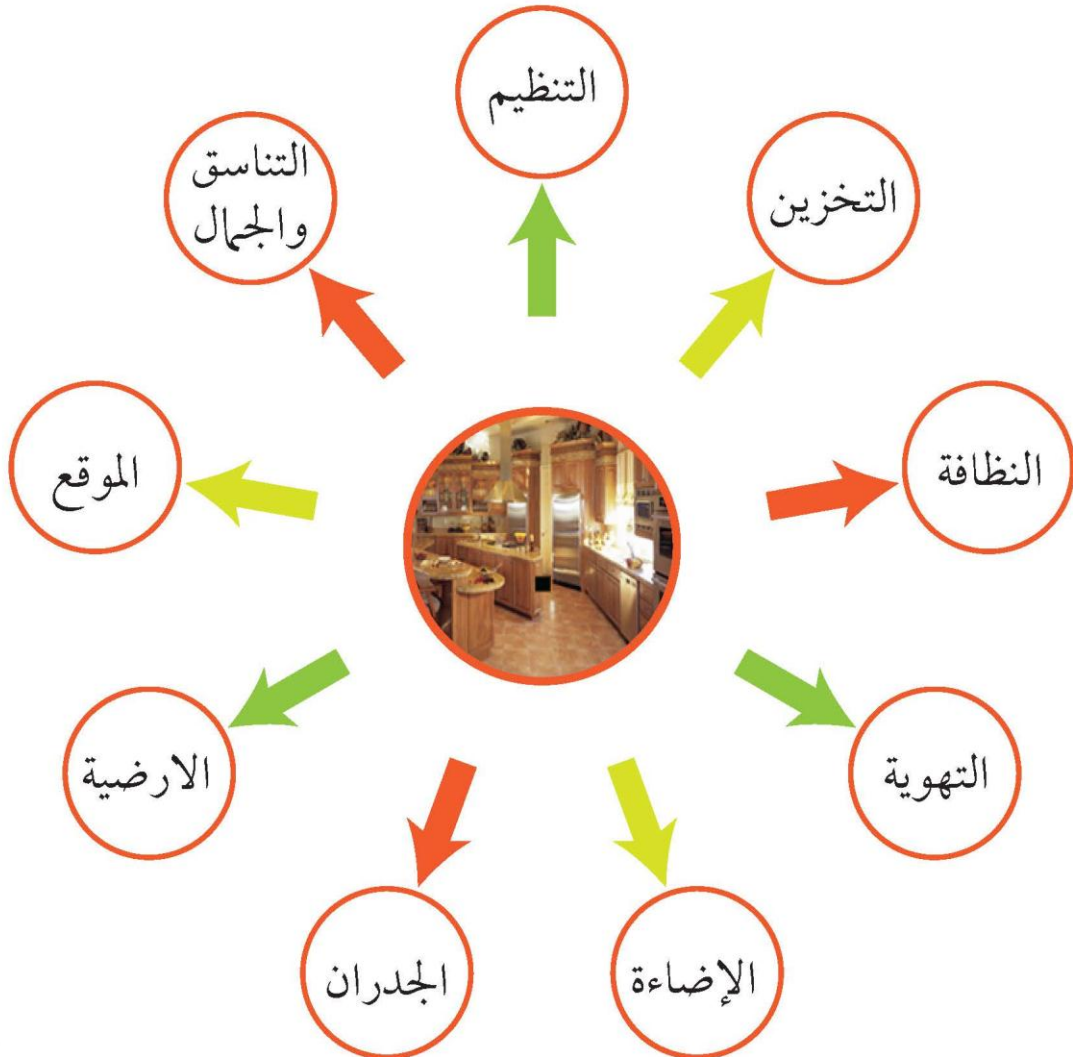 التنظيم
التخزين
التناسق
والجمال
النظافة
الموقع
التهوية
الارضية
الإضاءة
الجدران